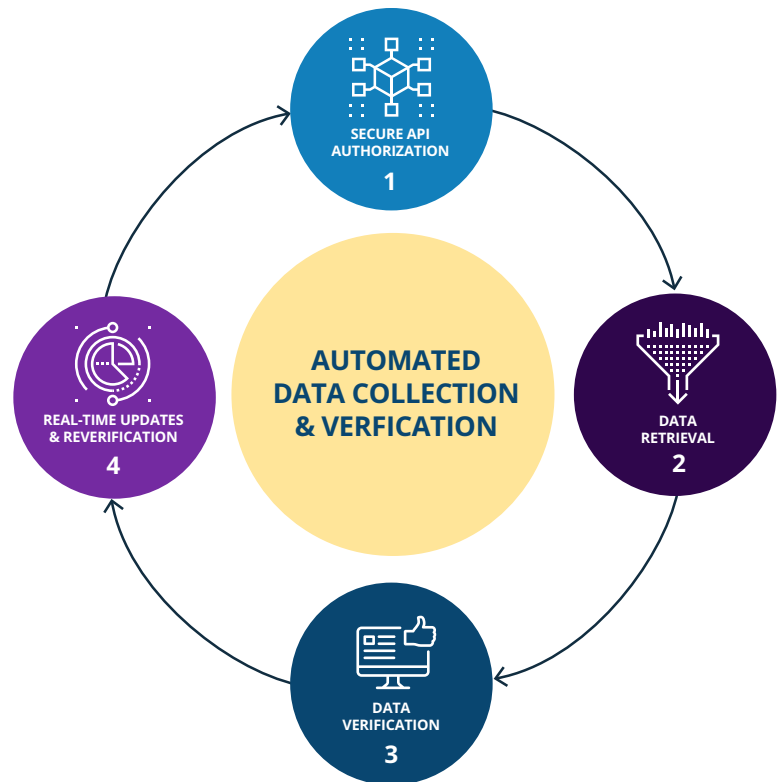 SECURE API
AUTHORIZATION
1
DATA
RETRIEVAL
2
DATA
VERIFICATION
3
REAL-TIME UPDATES
& REVERIFICATION
4
AUTOMATED
DATA COLLECTION
& VERFICATION